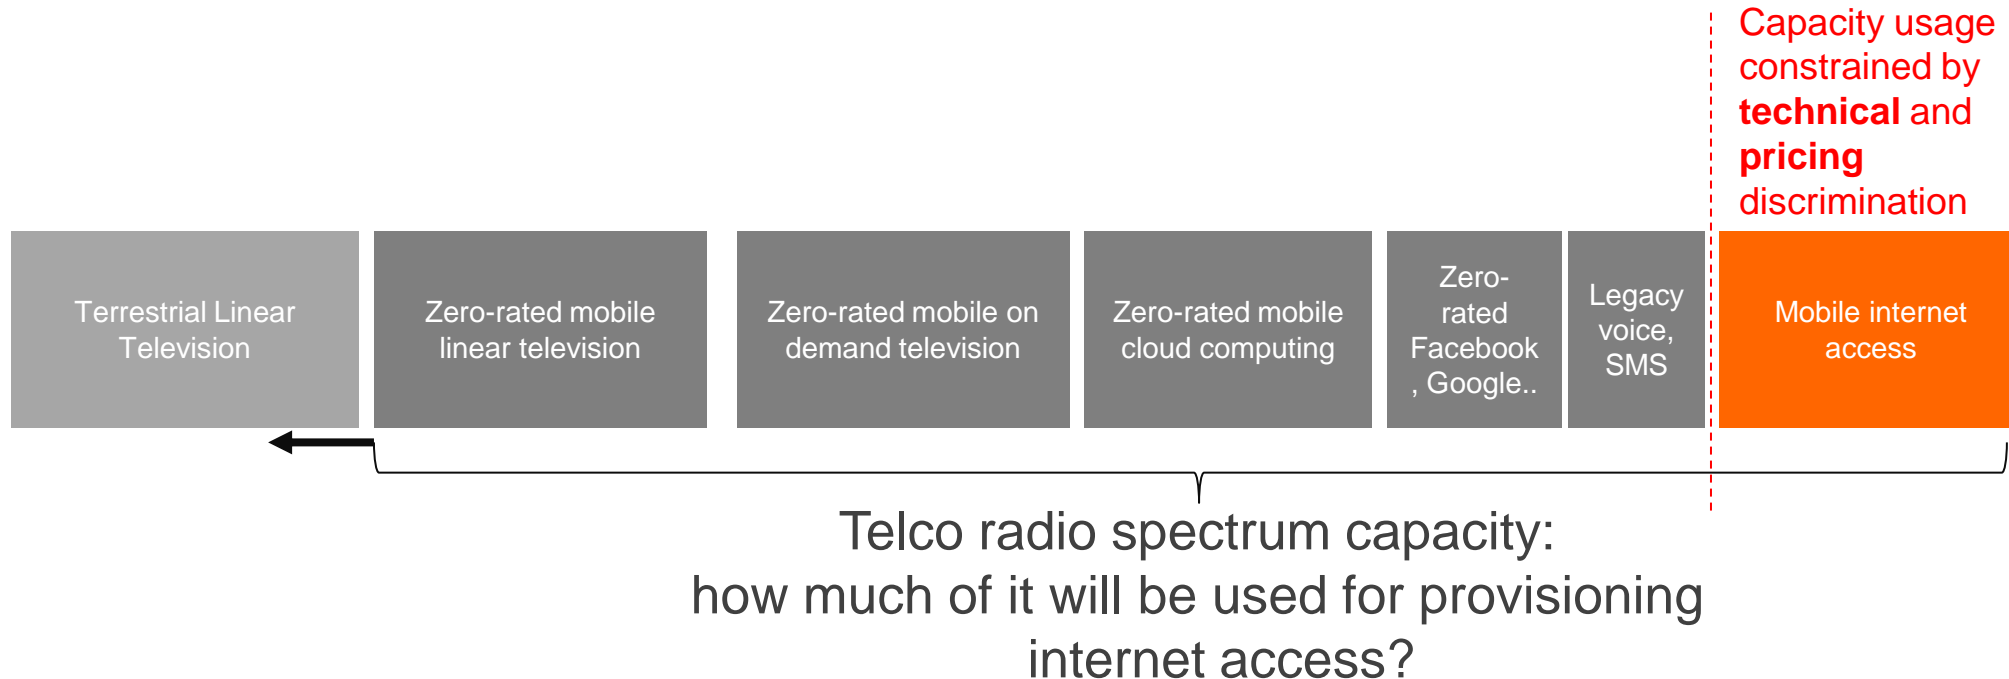 Capacity usage
constrained by
technical and
pricing
discrimination
Terrestrial Linear
Television
Zero-rated mobile
linear television
Zero-rated mobile on
demand television
Zero-rated mobile
cloud computing
Zero-
rated
Facebook
, Google..
Legacy
voice,
SMS
Mobile internet
access
Telco radio spectrum capacity:
how much of it will be used for provisioning
internet access?